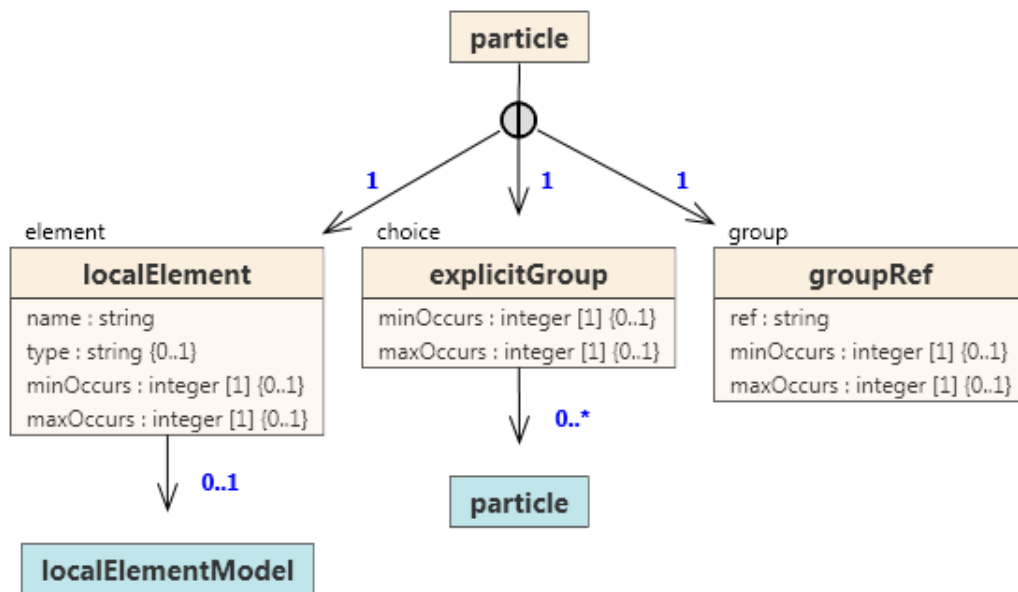 particle
1
1
1
element
choice
group
localElement
explicitGroup
groupRef
name : string
type : string {0..1}
minOccurs : integer [1] {0..1}
maxOccurs : integer [1] {0..1}
minOccurs : integer [1] {0..1}
maxOccurs : integer [1] {0..1}
ref : string
minOccurs : integer [1] {0..1}
maxOccurs : integer [1] {0..1}
0..1
0..*
particle
localElementModel